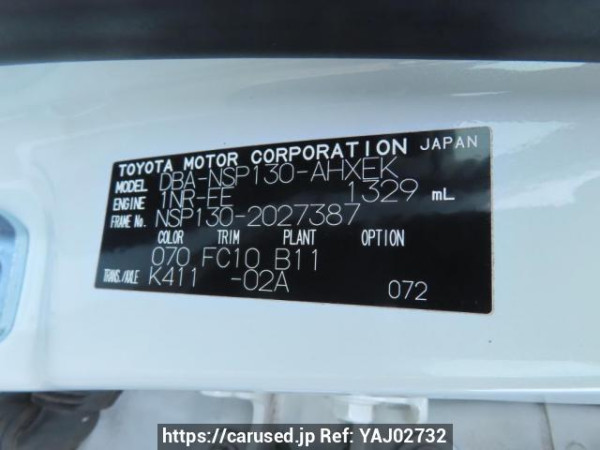 TOYOTA MOTOR CORPORATION JAPAN
MODEL DBA-NSP130-AHXEK
ENGINE 1NR-EE 1329 mL
FRAME No. NSP130-2027387
COLOR TRIM PLANT OPTION
070 FC10 B11
TRANS./AXLE K411 -02A 072
https://carused.jp Ref: YAJ02732